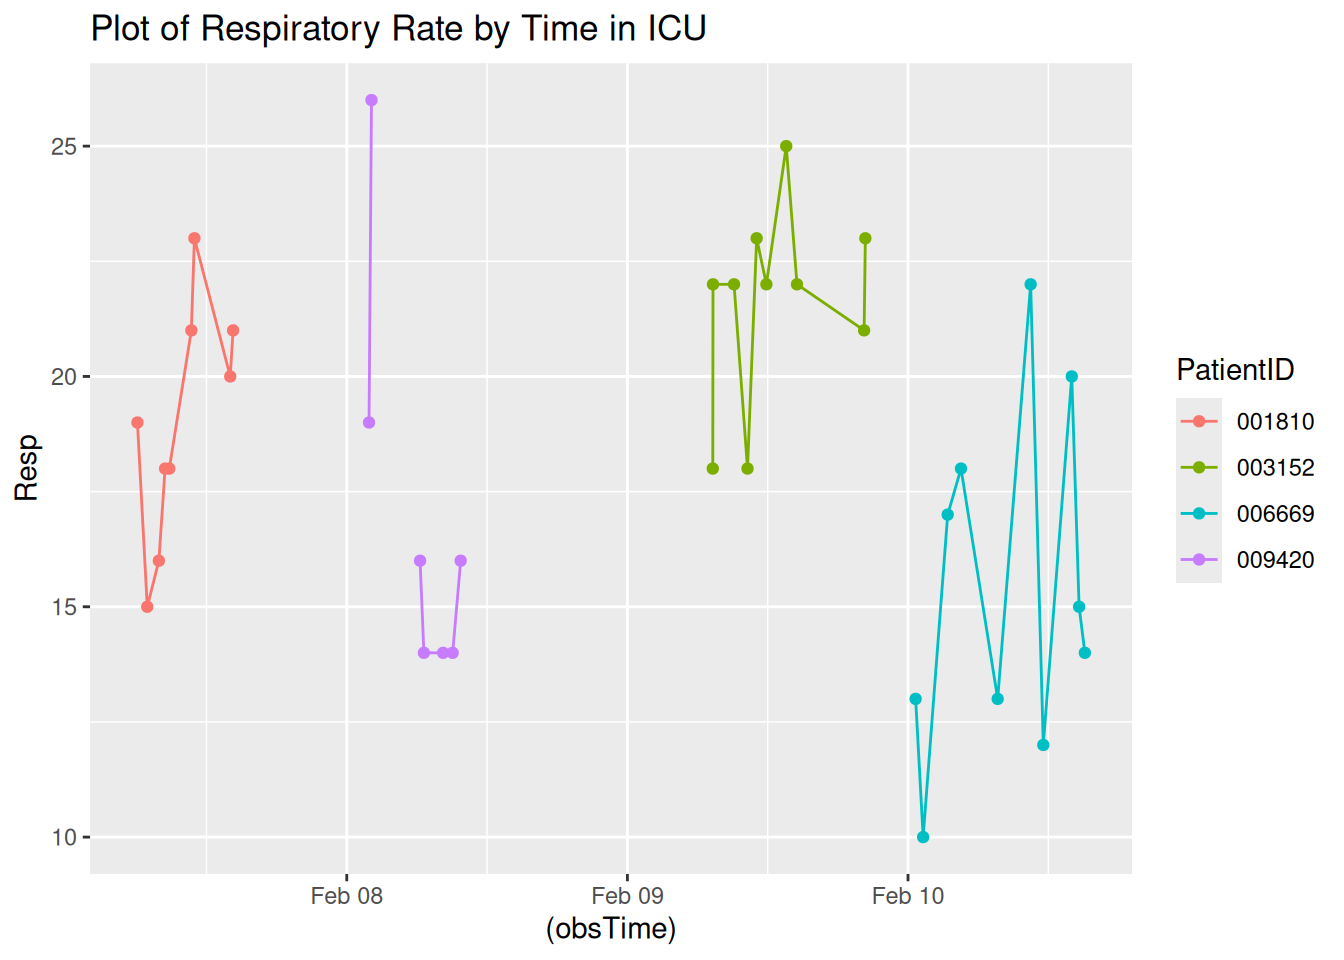 Plot of Respiratory Rate by Time in ICU
25
20
15
10
Resp
Feb 08
Feb 09
Feb 10
(obsTime)
PatientID
001810
003152
006669
009420